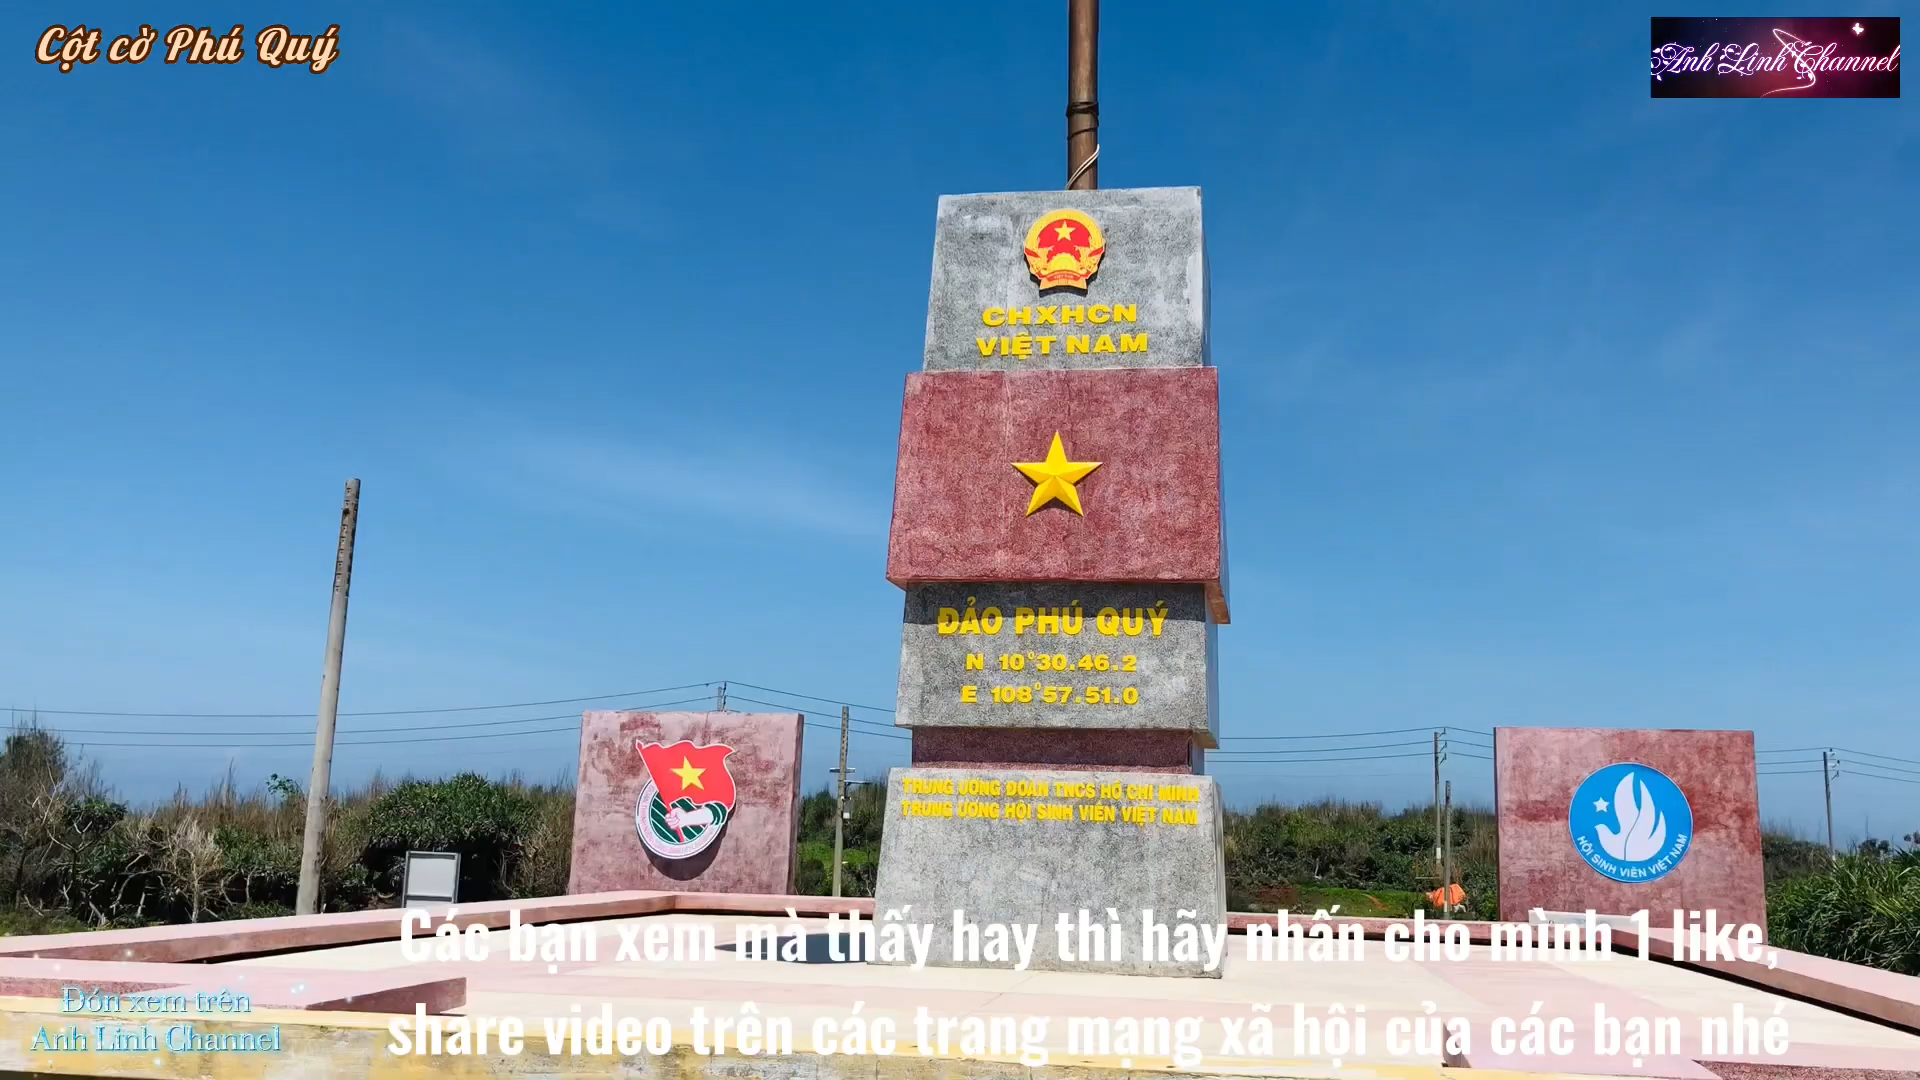 Cột cờ Phú Quý
Anh Linh Channel
CHXHCN
VIỆT NAM
ĐẢO PHÚ QUÝ
N 10°30.46.2
E 108°57.51.0
TRUNG ƯƠNG ĐOÀN TNCS HỒ CHÍ MINH
TRUNG ƯƠNG HỘI SINH VIÊN VIỆT NAM
HỘI SINH VIÊN VIỆT NAM
Các bạn xem mà thấy hay thì hãy nhấn cho mình 1 like,
share video trên các trang mạng xã hội của các bạn nhé
Đón xem trên
Anh Linh Channel